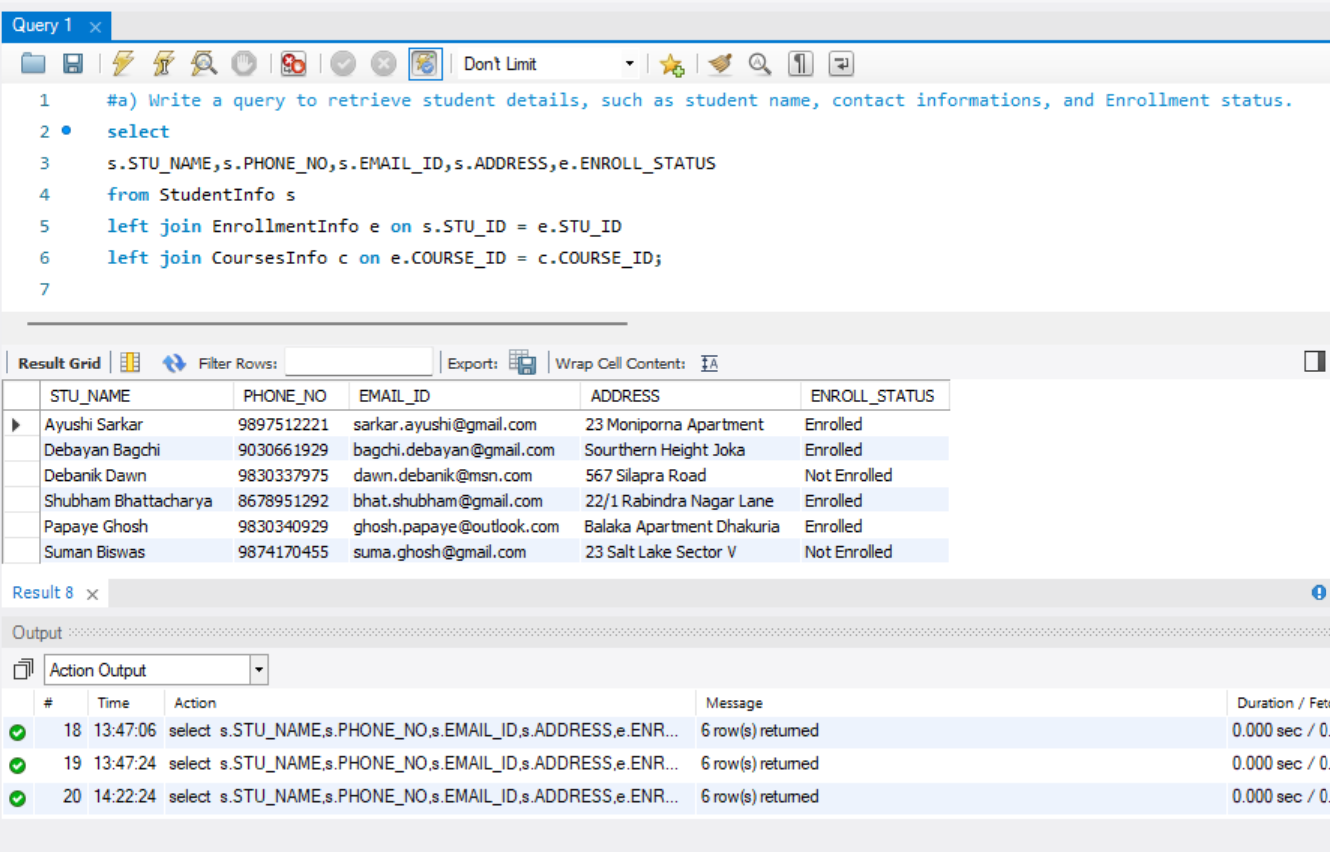 Query 1
Don't Limit
1 #a) Write a query to retrieve student details, such as student name, contact informations, and Enrollment status.
2 select
3 s.STU_NAME,s.PHONE_NO,s.EMAIL_ID,s.ADDRESS,e.ENROLL_STATUS
4 from StudentInfo s
5 left join EnrollmentInfo e on s.STU_ID = e.STU_ID
6 left join CoursesInfo c on e.COURSE_ID = c.COURSE_ID;
7
Result Grid Filter Rows: Export: Wrap Cell Content:
STU_NAME PHONE_NO EMAIL_ID ADDRESS ENROLL_STATUS
Ayushi Sarkar 9897512221 sarkar.ayushi@gmail.com 23 Moniporna Apartment Enrolled
Debayan Bagchi 9030661929 bagchi.debayan@gmail.com Sourthern Height Joka Enrolled
Debanik Dawn 9830337975 dawn.debanik@msn.com 567 Silapra Road Not Enrolled
Shubham Bhattacharya 8678951292 bhat.shubham@gmail.com 22/1 Rabindra Nagar Lane Enrolled
Papaye Ghosh 9830340929 ghosh.papaye@outlook.com Balaka Apartment Dhakuria Enrolled
Suman Biswas 9874170455 suma.ghosh@gmail.com 23 Salt Lake Sector V Not Enrolled
Result 8
Output
Action Output
# Time Action Message Duration / Fet
18 13:47:06 select s.STU_NAME,s.PHONE_NO,s.EMAIL_ID,s.ADDRESS,e.ENR... 6 row(s) returned 0.000 sec / 0.
19 13:47:24 select s.STU_NAME,s.PHONE_NO,s.EMAIL_ID,s.ADDRESS,e.ENR... 6 row(s) returned 0.000 sec / 0.
20 14:22:24 select s.STU_NAME,s.PHONE_NO,s.EMAIL_ID,s.ADDRESS,e.ENR... 6 row(s) returned 0.000 sec / 0.